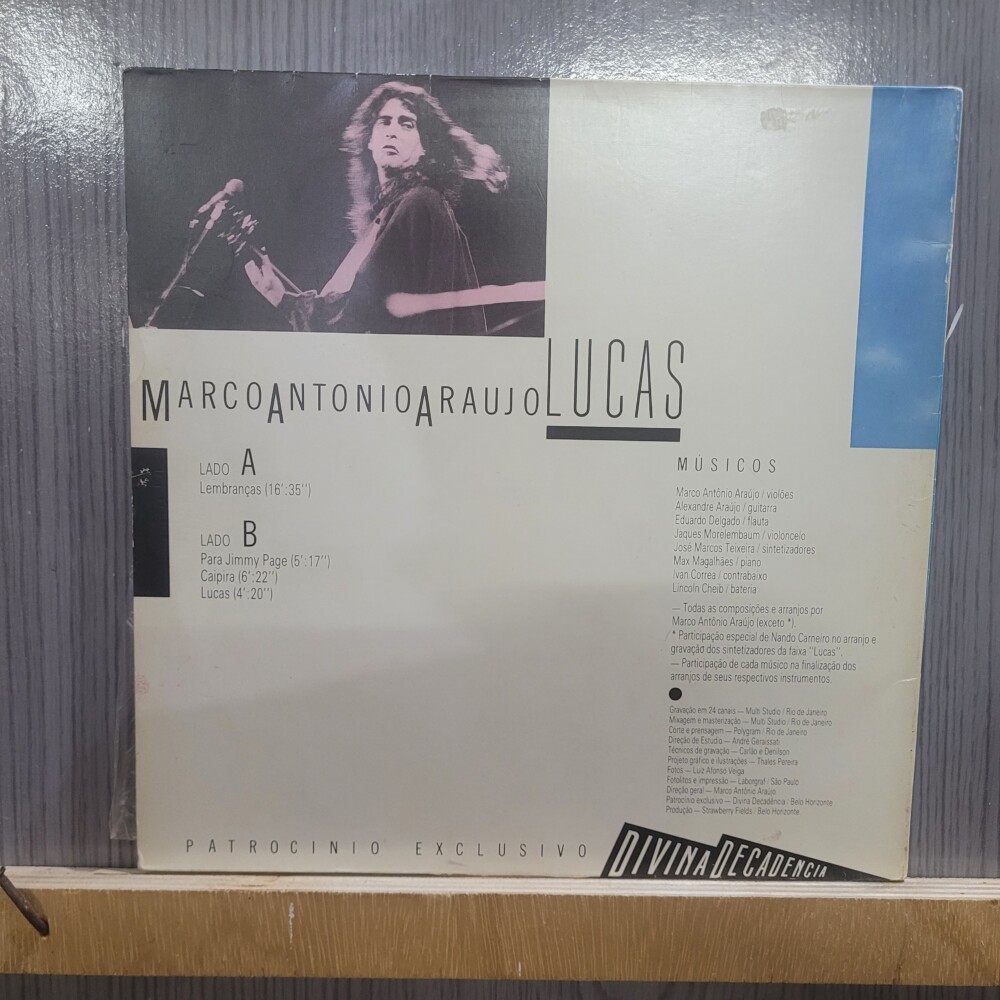 MARCO ANTONIO ARAUJO LUCAS
LADO A
Lembranças (16':35'')
LADO B
Para Jimmy Page (5':17'')
Caipira (6':22'')
Lucas (4':20'')
MÚSICOS
Marco Antônio Araújo / violões
Alexandre Araújo / guitarra
Eduardo Delgado / flauta
Jaques Morelembaum / violoncelo
José Marcos Teixeira / sintetizadores
Max Magalhães / piano
Ivan Correa / contrabaixo
Lincoln Cheib / bateria
— Todas as composições e arranjos por
Marco Antônio Araújo (exceto *).
* Participação especial de Nando Carneiro no arranjo e
gravação dos sintetizadores da faixa "Lucas".
— Participação de cada músico na finalização dos
arranjos de seus respectivos instrumentos.
Gravação em 24 canais — Multi Studio / Rio de Janeiro
Mixagem e masterização — Multi Studio / Rio de Janeiro
Corte e prensagem — Polygram / Rio de Janeiro
Direção de Estudio — André Geraissati
Técnicos de gravação — Carlão e Denilson
Projeto gráfico e ilustrações — Thales Pereira
Fotos — Luiz Afonso Veiga
Fotolitos e impressão — Laborgraf / São Paulo
Direção geral — Marco Antônio Araújo
Patrocínio exclusivo — Divina Decadência / Belo Horizonte
Produção — Strawberry Fields / Belo Horizonte
PATROCINIO EXCLUSIVO DIVINA DECADENCIA